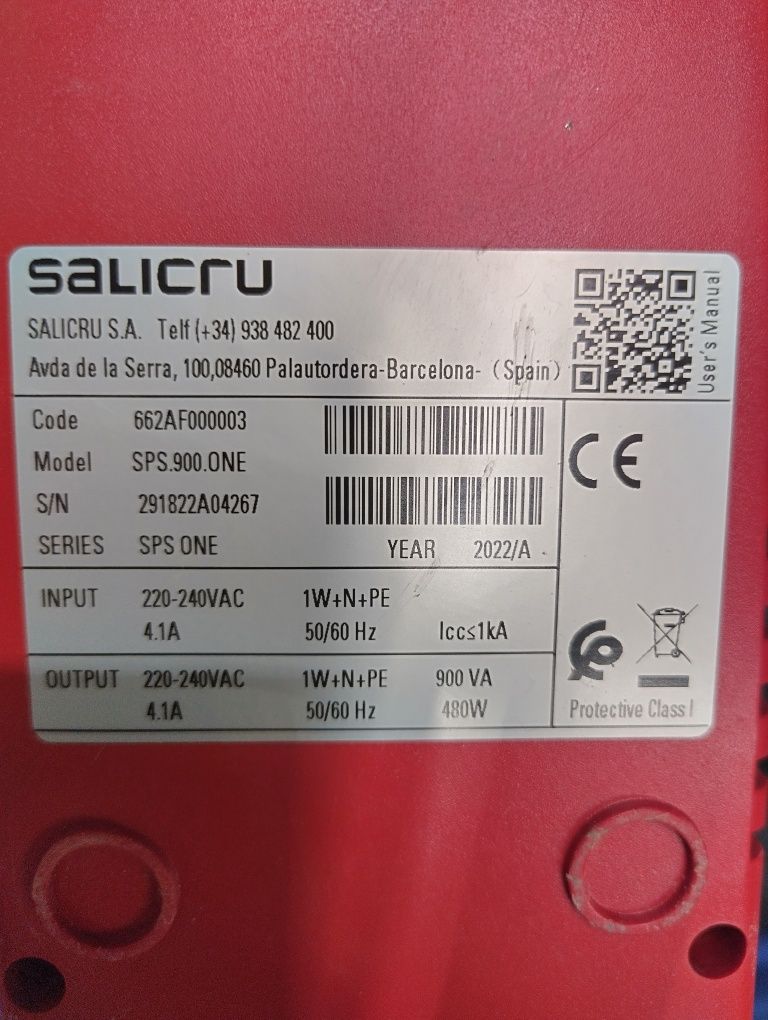 SALICRU
SALICRU S.A. Telf (+34) 938 482 400
Avda de la Serra, 100,08460 Palautordera-Barcelona- (Spain)
User's Manual
Code 662AF000003
Model SPS.900.ONE
S/N 291822A04267
SERIES SPS ONE YEAR 2022/A
CE
INPUT 220-240VAC 1W+N+PE
4.1A 50/60 Hz Icc≤1kA
OUTPUT 220-240VAC 1W+N+PE 900 VA
4.1A 50/60 Hz 480W
Protective Class I